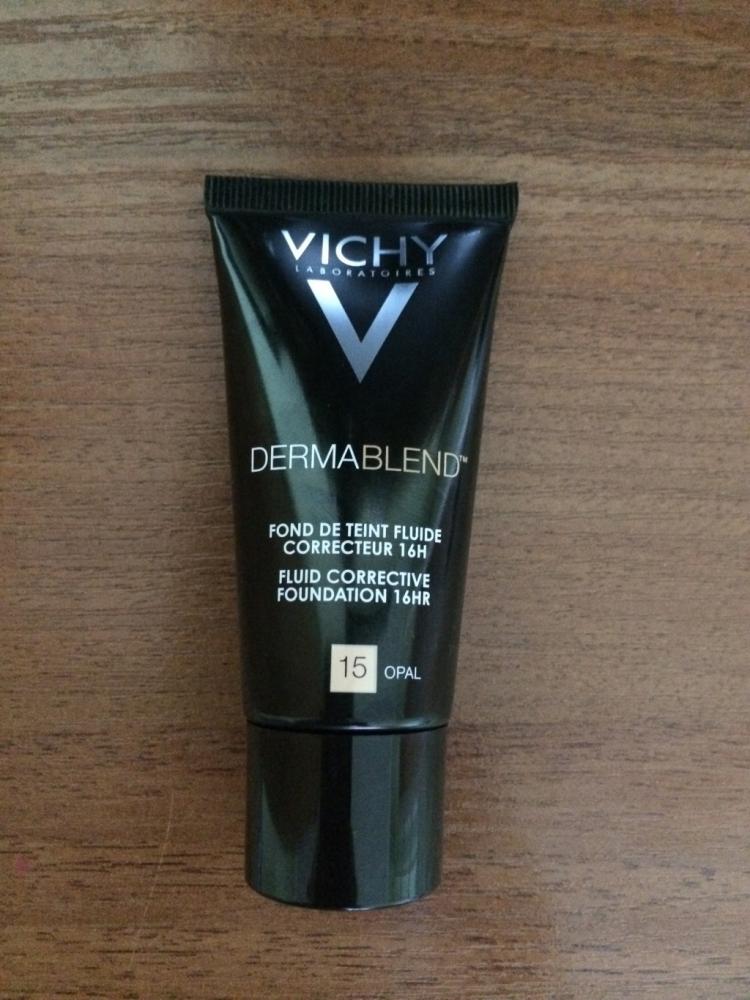 VICHY
LABORATOIRES
DERMABLEND™
FOND DE TEINT FLUIDE
CORRECTEUR 16H
FLUID CORRECTIVE
FOUNDATION 16HR
15 OPAL